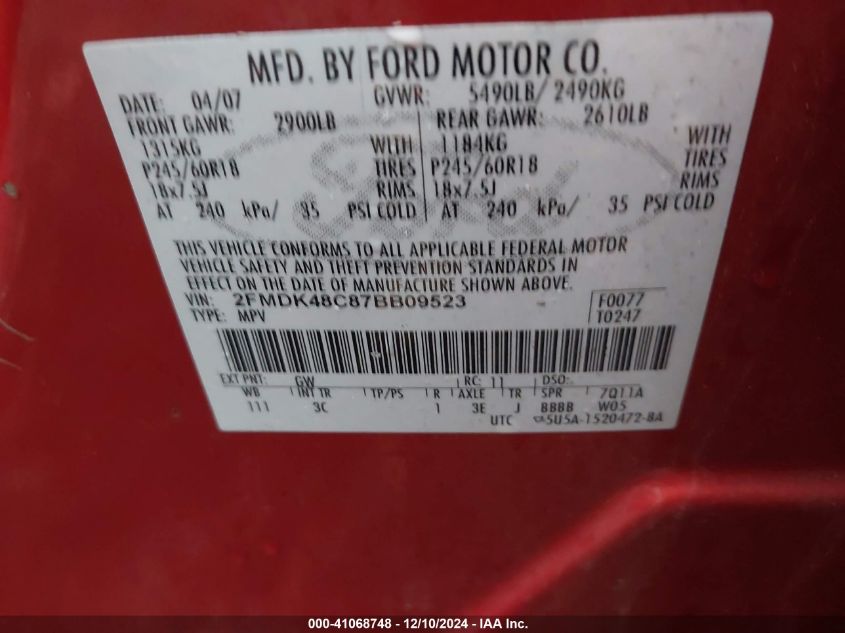 MFD. BY FORD MOTOR CO.
DATE: 04/07 GVWR: 5490LB/ 2490KG
FRONT GAWR: 2900LB REAR GAWR: 2610LB
1315KG WITH 1184KG WITH
P245/60R18 TIRES P245/60R18 TIRES
18x7.5J RIMS 18x7.5J RIMS
AT 240 kPa/ 35 PSI COLD AT 240 kPa/ 35 PSI COLD
Ford
THIS VEHICLE CONFORMS TO ALL APPLICABLE FEDERAL MOTOR
VEHICLE SAFETY AND THEFT PREVENTION STANDARDS IN
EFFECT ON THE DATE OF MANUFACTURE SHOWN ABOVE.
VIN: 2FMDK48C87BB09523 F0077
TYPE: MPV T0247
EXT PNT: GW RC: 11 DSO:
WB INT TR TP/PS R AXLE TR SPR 7Q11A
111 3C 1 3E J BBBB W05
UTC 5U5A-1520472-8A
000-41068748 - 12/10/2024 - IAA Inc.